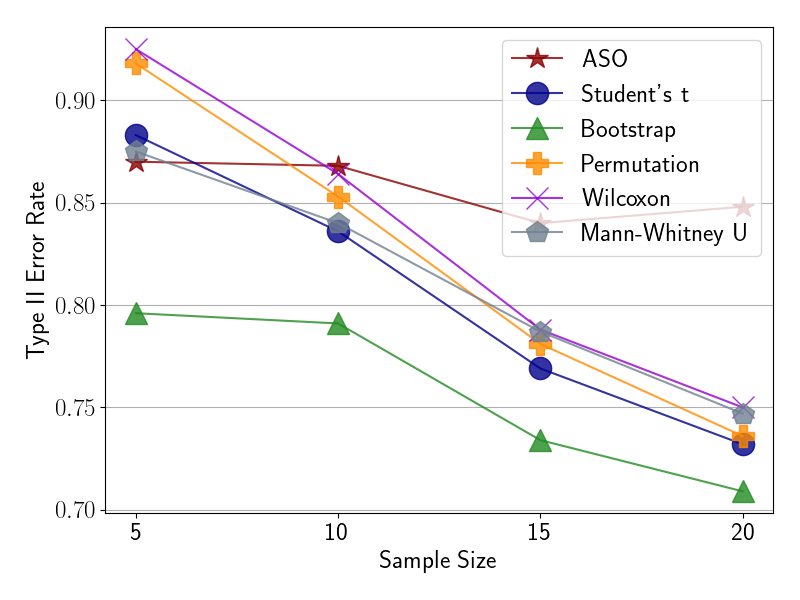 0.90
0.85
0.80
0.75
0.70
Type II Error Rate
5
10
15
20
Sample Size
ASO
Student's t
Bootstrap
Permutation
Wilcoxon
Mann-Whitney U